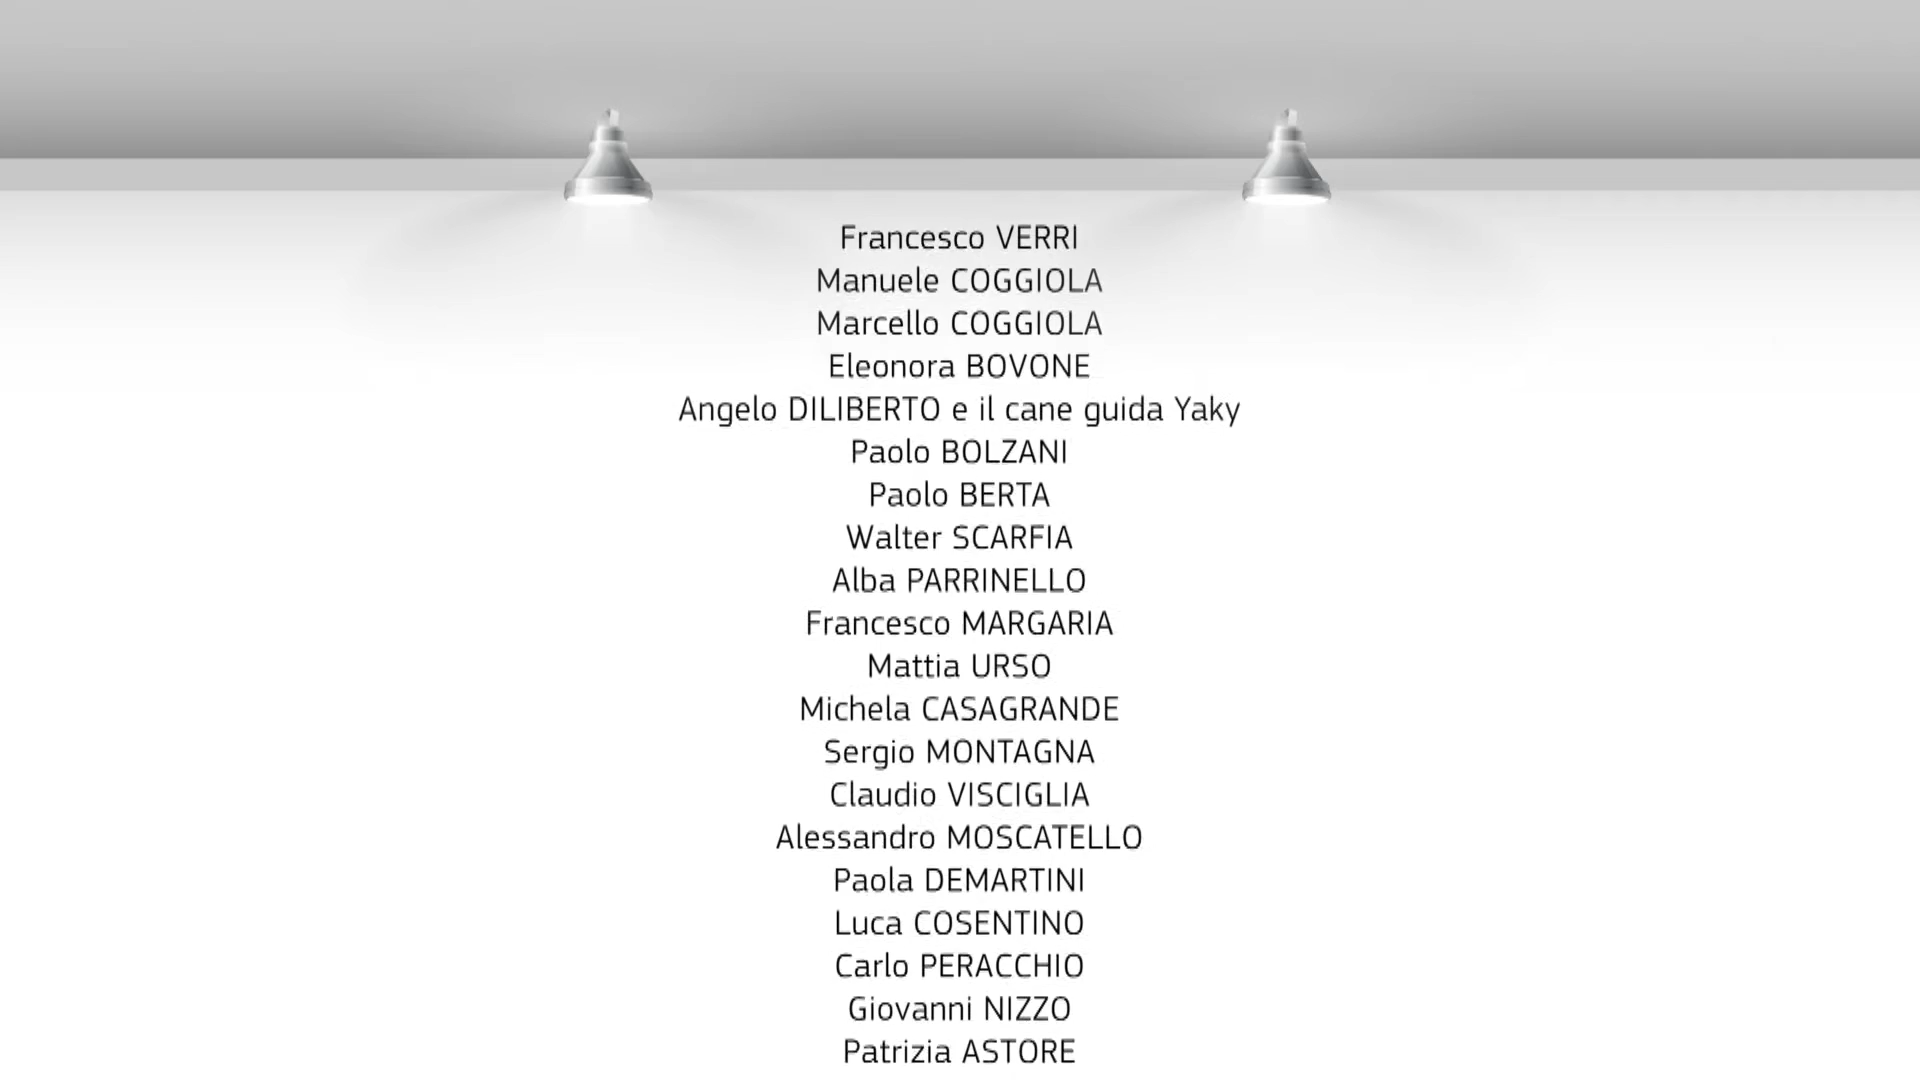 Francesco VERRI
Manuele COGGIOLA
Marcello COGGIOLA
Eleonora BOVONE
Angelo DILIBERTO e il cane guida Yaky
Paolo BOLZANI
Paolo BERTA
Walter SCARFIA
Alba PARRINELLO
Francesco MARGARIA
Mattia URSO
Michela CASAGRANDE
Sergio MONTAGNA
Claudio VISCIGLIA
Alessandro MOSCATELLO
Paola DEMARTINI
Luca COSENTINO
Carlo PERACCHIO
Giovanni NIZZO
Patrizia ASTORE